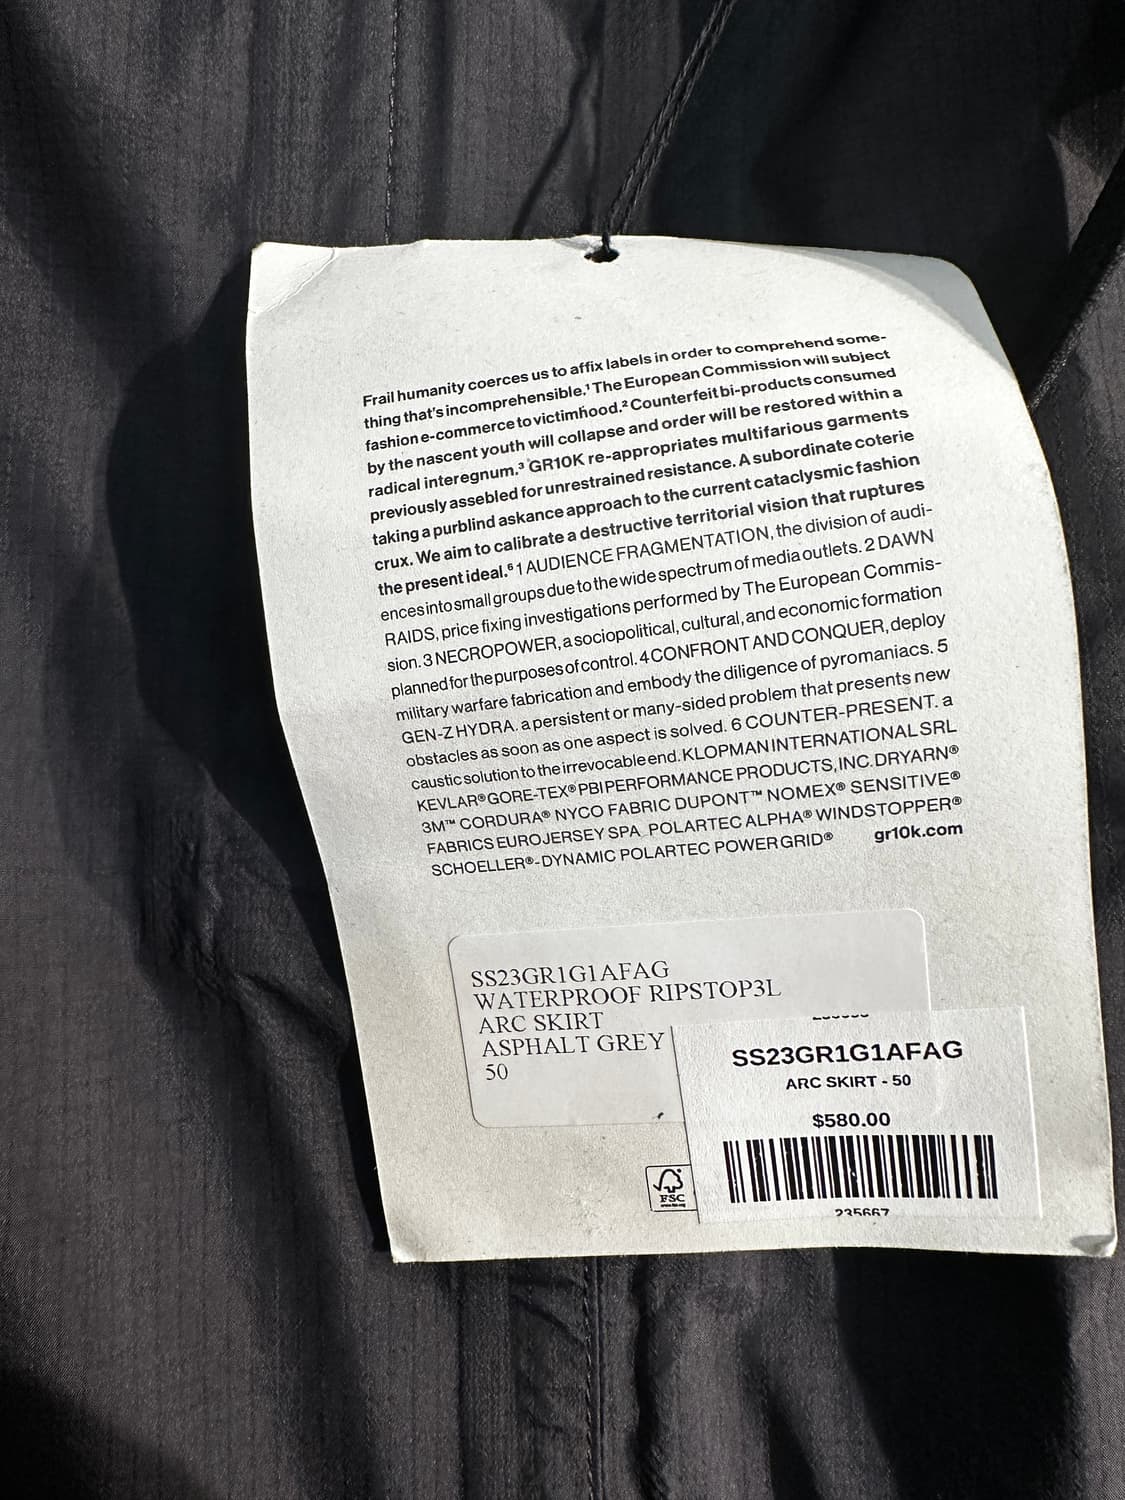 Frail humanity coerces us to affix labels in order to comprehend some-
thing that's incomprehensible.¹ The European Commission will subject
fashion e-commerce to victimhood.² Counterfeit bi-products consumed
by the nascent youth will collapse and order will be restored within a
radical interegnum.³ GR10K re-appropriates multifarious garments
previously assebled for unrestrained resistance. A subordinate coterie
taking a purblind askance approach to the current cataclysmic fashion
crux. We aim to calibrate a destructive territorial vision that ruptures
the present ideal.⁶ 1 AUDIENCE FRAGMENTATION, the division of audi-
ences into small groups due to the wide spectrum of media outlets. 2 DAWN
RAIDS, price fixing investigations performed by The European Commis-
sion. 3 NECROPOWER, a sociopolitical, cultural, and economic formation
planned for the purposes of control. 4 CONFRONT AND CONQUER, deploy
military warfare fabrication and embody the diligence of pyromaniacs. 5
GEN-Z HYDRA. a persistent or many-sided problem that presents new
obstacles as soon as one aspect is solved. 6 COUNTER-PRESENT. a
caustic solution to the irrevocable end. KLOPMAN INTERNATIONAL SRL
KEVLAR® GORE-TEX® PBI PERFORMANCE PRODUCTS, INC. DRYARN®
3M™ CORDURA® NYCO FABRIC DUPONT™ NOMEX® SENSITIVE®
FABRICS EUROJERSEY SPA POLARTEC ALPHA® WINDSTOPPER®
SCHOELLER®-DYNAMIC POLARTEC POWER GRID® gr10k.com
SS23GR1G1AFAG
WATERPROOF RIPSTOP3L
ARC SKIRT
ASPHALT GREY
50
SS23GR1G1AFAG
ARC SKIRT - 50
$580.00
235667
FSC